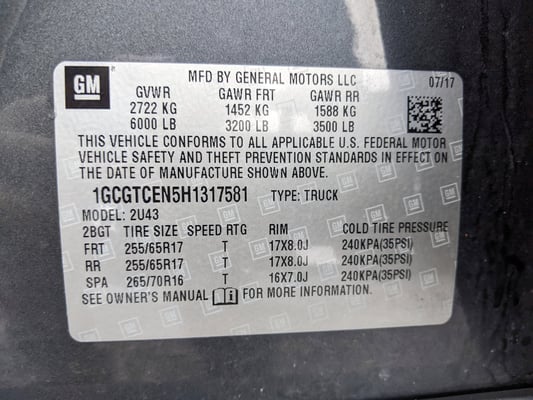 GM
MFD BY GENERAL MOTORS LLC 07/17
GVWR GAWR FRT GAWR RR
2722 KG 1452 KG 1588 KG
6000 LB 3200 LB 3500 LB
THIS VEHICLE CONFORMS TO ALL APPLICABLE U.S. FEDERAL MOTOR
VEHICLE SAFETY AND THEFT PREVENTION STANDARDS IN EFFECT ON
THE DATE OF MANUFACTURE SHOWN ABOVE.
1GCGTCEN5H1317581 TYPE: TRUCK
MODEL: 2U43
2BGT TIRE SIZE SPEED RTG RIM COLD TIRE PRESSURE
FRT 255/65R17 T 17X8.0J 240KPA(35PSI)
RR 255/65R17 T 17X8.0J 240KPA(35PSI)
SPA 265/70R16 T 16X7.0J 240KPA(35PSI)
SEE OWNER'S MANUAL FOR MORE INFORMATION.